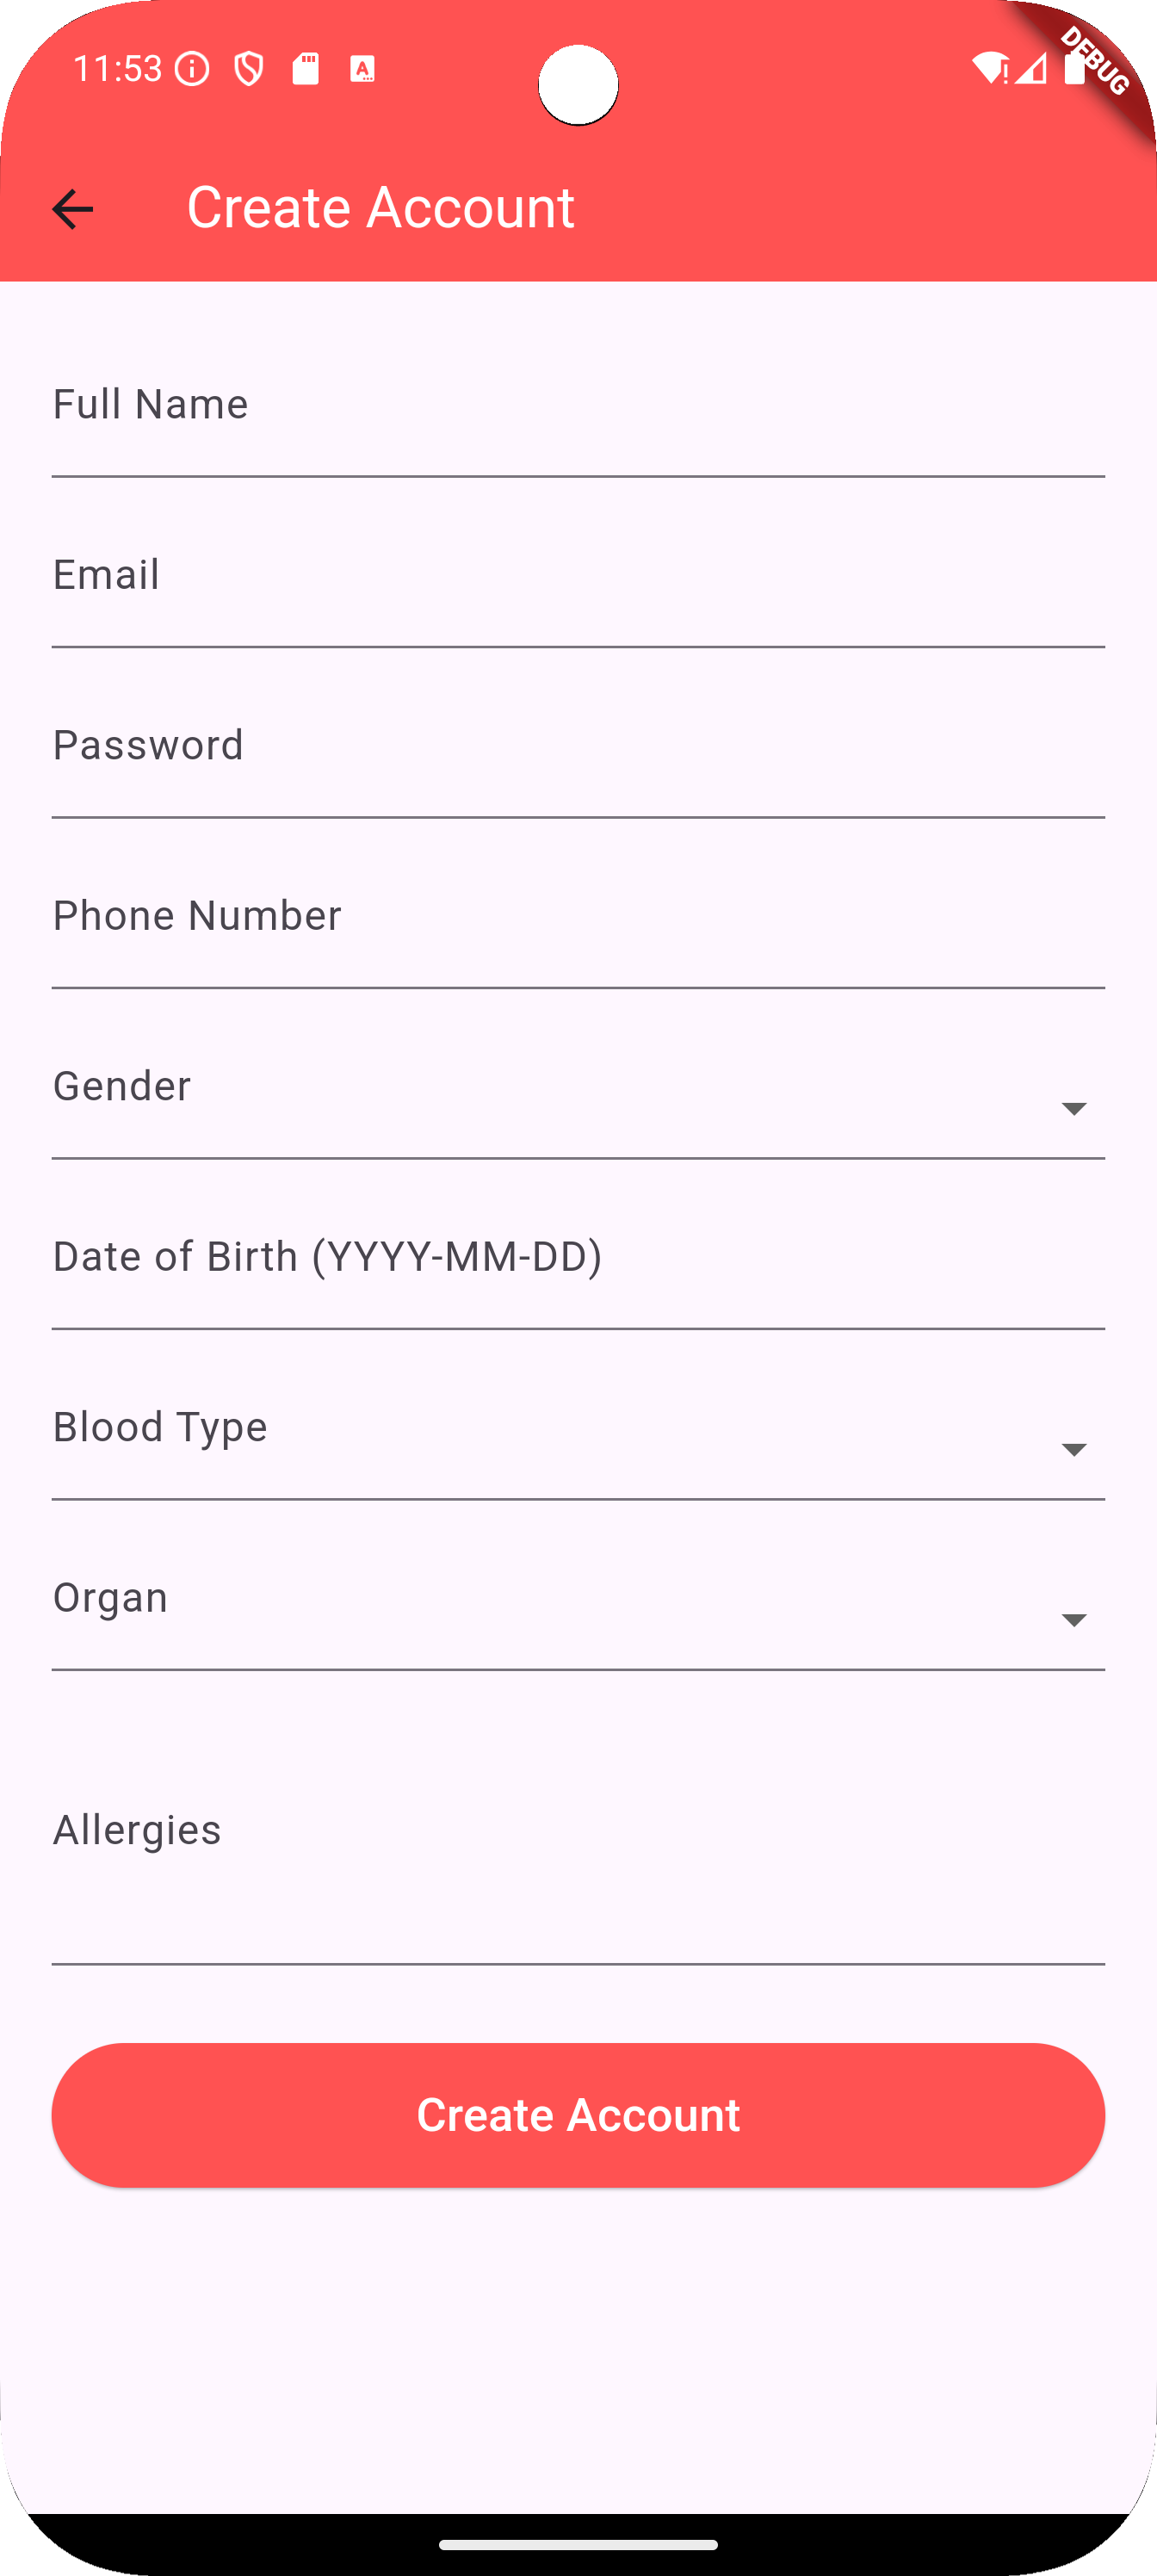 11:53
DEBUG
Create Account
Full Name
Email
Password
Phone Number
Gender
Date of Birth (YYYY-MM-DD)
Blood Type
Organ
Allergies
Create Account